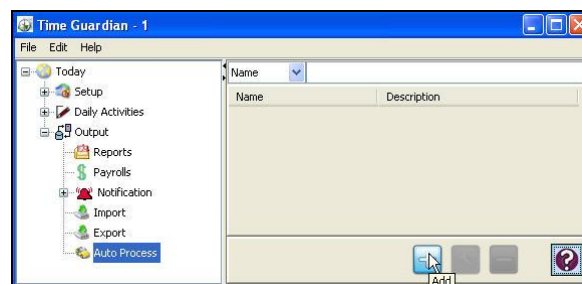 Time Guardian - 1
File Edit Help
Today
Setup
Daily Activities
Output
Reports
Payrolls
Notification
Import
Export
Auto Process
Name
Name Description
Add